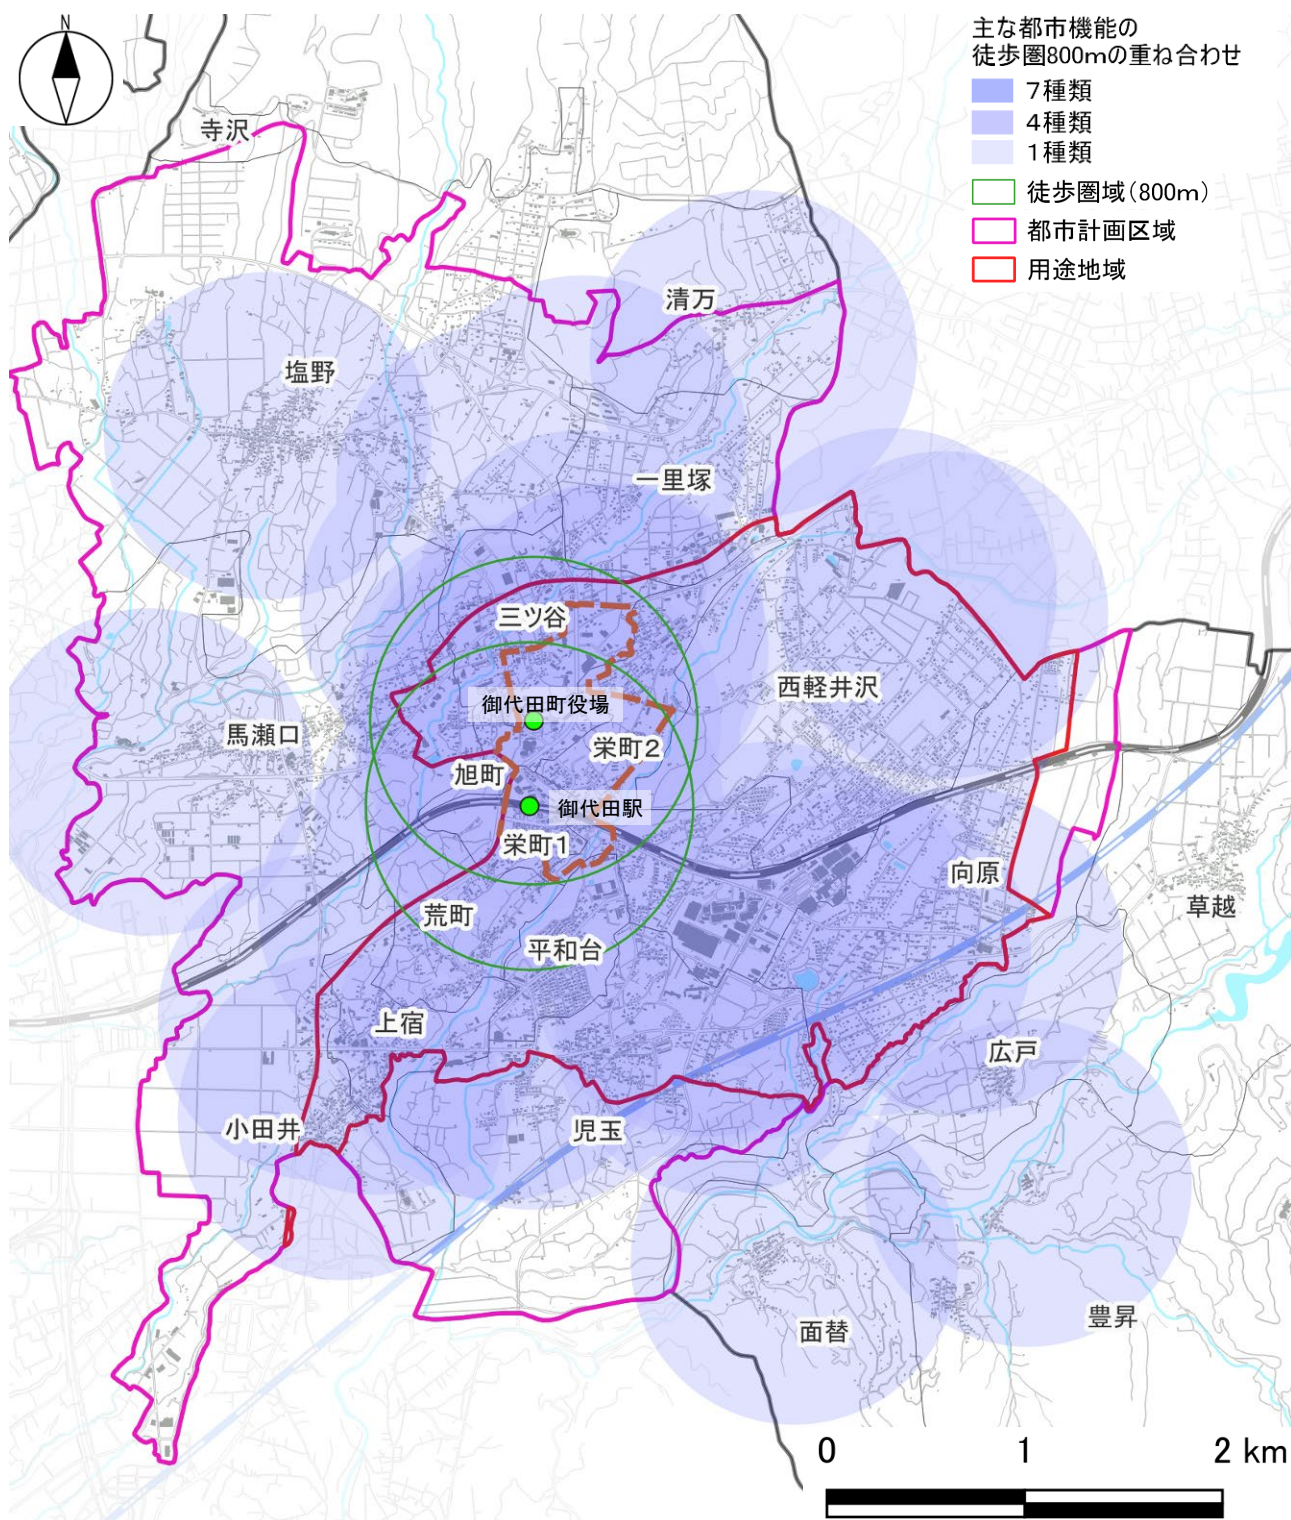 N
主な都市機能の
徒歩圏800mの重ね合わせ
7種類
4種類
1種類
徒歩圏域（800m）
都市計画区域
用途地域
寺沢
清万
塩野
一里塚
三ツ谷
西軽井沢
御代田町役場
馬瀬口
栄町2
旭町
御代田駅
栄町1
向原
草越
荒町
平和台
上宿
広戸
小田井
児玉
豊昇
面替
0 1 2 km